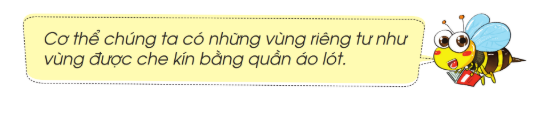 Cơ thể chúng ta có những vùng riêng tư như
vùng được che kín bằng quần áo lót.